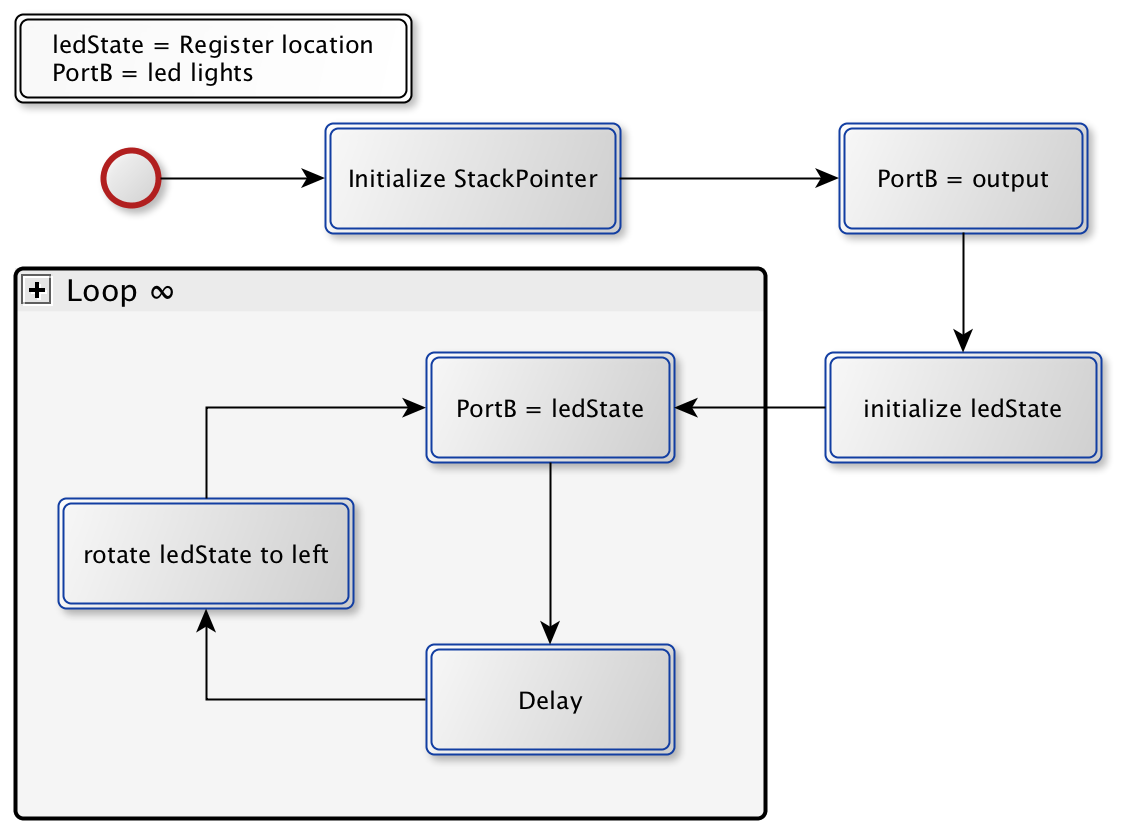 ledState = Register location
PortB = led lights
Initialize StackPointer
PortB = output
Loop ∞
PortB = ledState
initialize ledState
rotate ledState to left
Delay